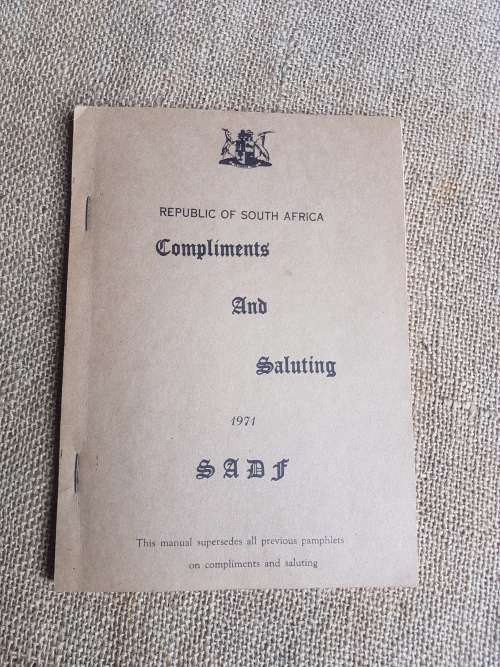 REPUBLIC OF SOUTH AFRICA
Compliments
And
Saluting
1971
SADF
This manual supersedes all previous pamphlets
on compliments and saluting